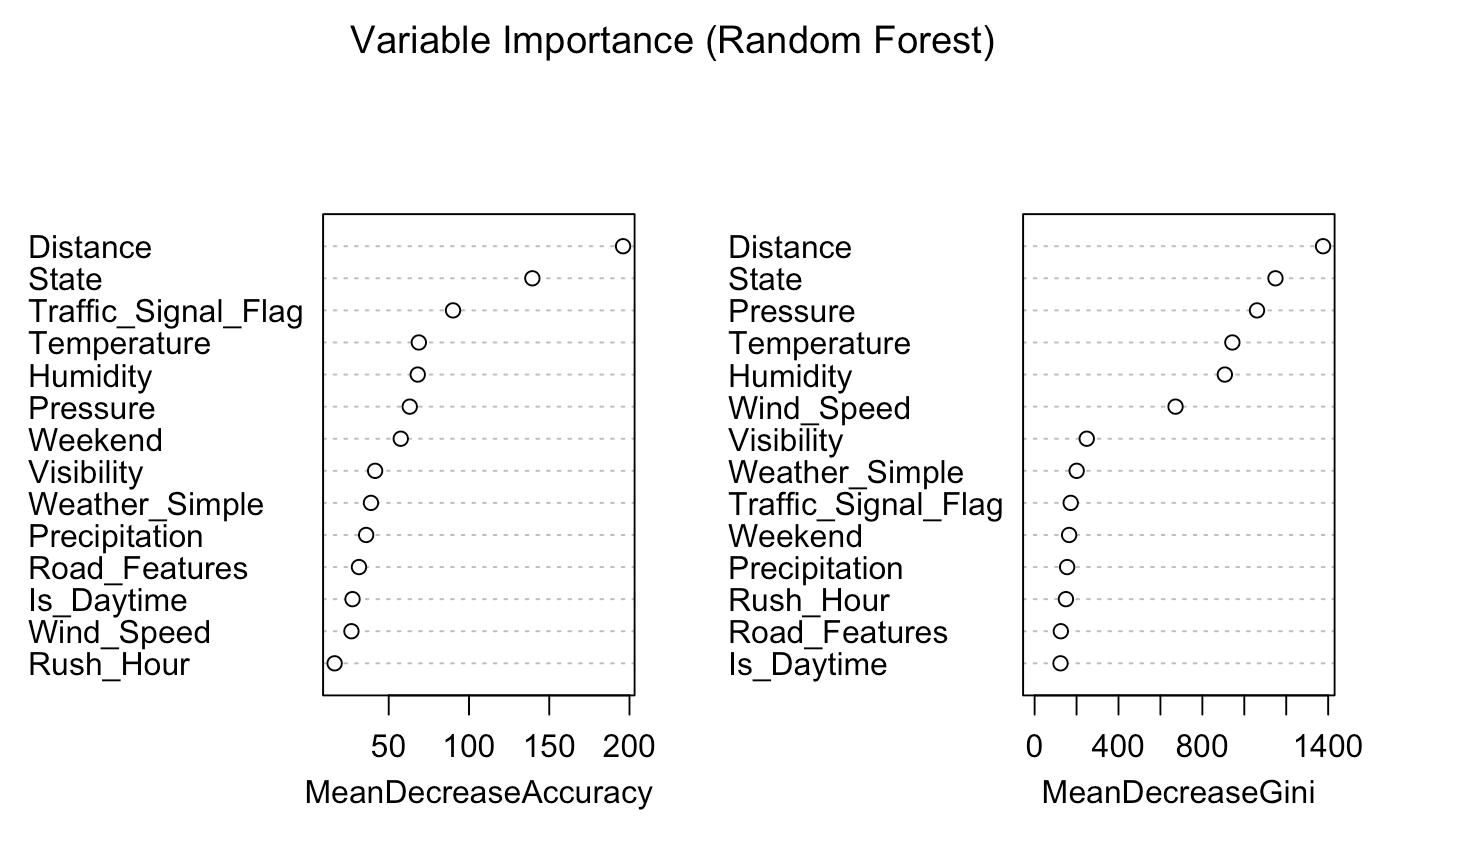 Variable Importance (Random Forest)
Distance
State
Traffic_Signal_Flag
Temperature
Humidity
Pressure
Weekend
Visibility
Weather_Simple
Precipitation
Road_Features
Is_Daytime
Wind_Speed
Rush_Hour
50 100 150 200
MeanDecreaseAccuracy
Distance
State
Pressure
Temperature
Humidity
Wind_Speed
Visibility
Weather_Simple
Traffic_Signal_Flag
Weekend
Precipitation
Rush_Hour
Road_Features
Is_Daytime
0 400 800 1400
MeanDecreaseGini